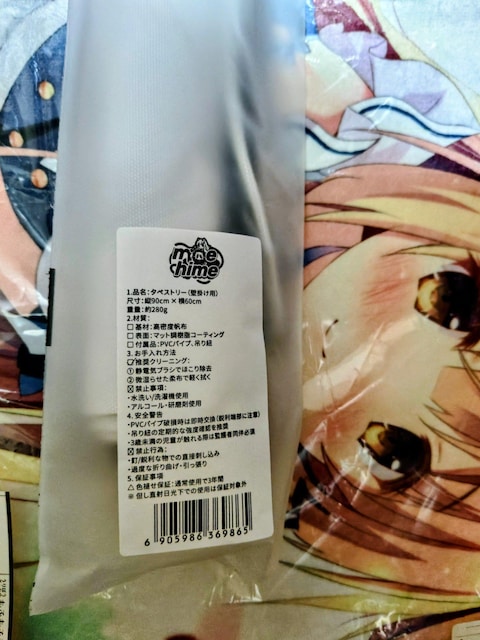 moe
hime
1.品名:タペストリー(壁掛け用)
尺寸:縦90cm×横60cm
重量:約280g
2.材質:
☐ 基材:高密度帆布
☐ 表面:マット調樹脂コーティング
☐ 付属品:PVCパイプ、吊り紐
3.お手入れ方法
☑推奨クリーニング:
① 静電気ブラシでほこり除去
② 微湿らせた柔布で軽く拭く
☒ 禁止事項:
・水洗い/洗濯機使用
・アルコール・研磨剤使用
4.安全警告
・PVCパイプ破損時は即時交換(鋭利端部に注意)
・吊り紐の定期的な強度確認を推奨
・3歳未満の児童が触れる際は監護者同伴必須
☒ 禁止行為:
・釘/鋭利な物での直接刺し込み
・過度な折り曲げ・引っ張り
5.保証事項
△ 色褪せ保証:通常使用で3年間
※ 但し直射日光下での使用は保証対象外
6 905986 369865